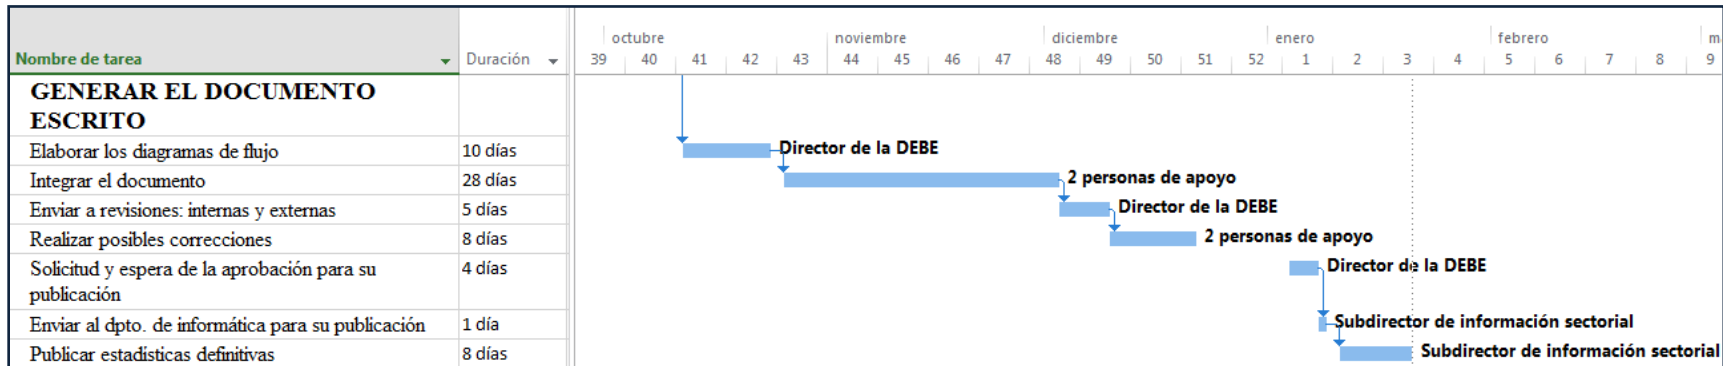 octubre noviembre diciembre enero febrero m
Nombre de tarea Duración 39 40 41 42 43 44 45 46 47 48 49 50 51 52 1 2 3 4 5 6 7 8 9
GENERAR EL DOCUMENTO
ESCRITO
Elaborar los diagramas de flujo 10 días Director de la DEBE
Integrar el documento 28 días 2 personas de apoyo
Enviar a revisiones: internas y externas 5 días Director de la DEBE
Realizar posibles correcciones 8 días 2 personas de apoyo
Solicitud y espera de la aprobación para su 4 días Director de la DEBE
publicación
Enviar al dpto. de informática para su publicación 1 día Subdirector de información sectorial
Publicar estadísticas definitivas 8 días Subdirector de información sectorial